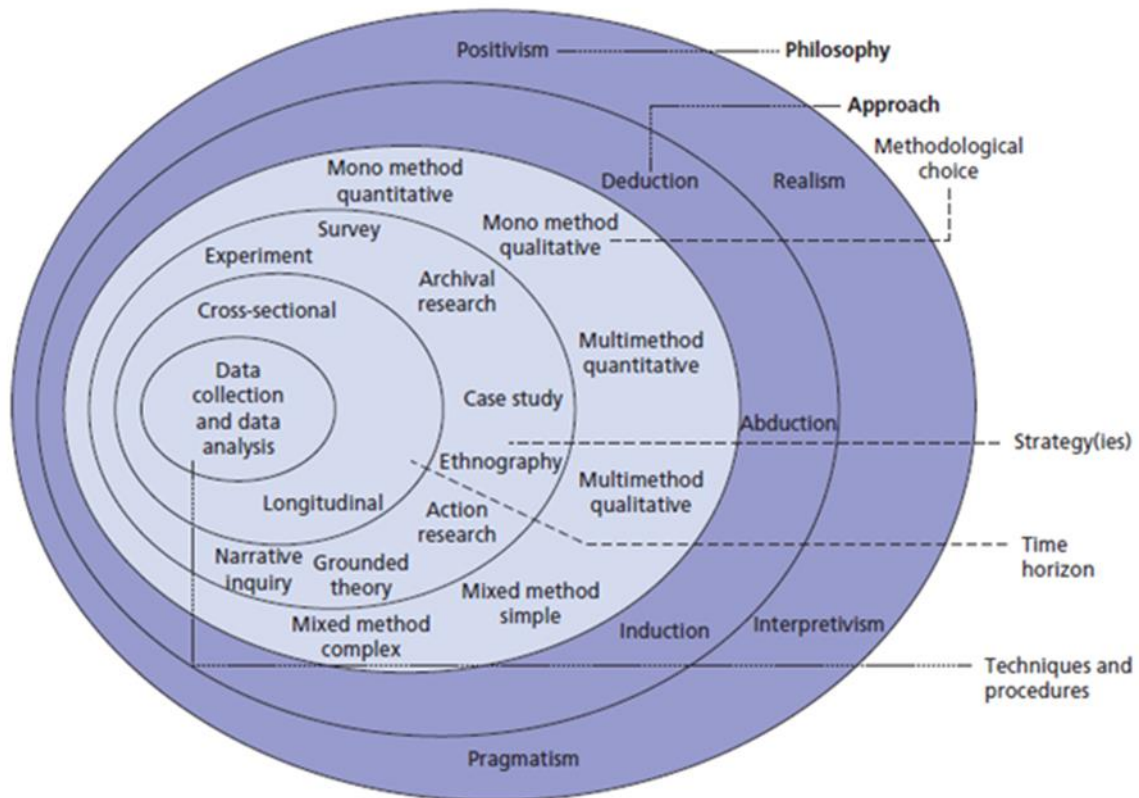 Positivism
Philosophy
Approach
Methodological
choice
Mono method
quantitative
Deduction
Realism
Mono method
qualitative
Survey
Experiment
Archival
research
Cross-sectional
Multimethod
quantitative
Data
collection
and data
analysis
Case study
Abduction
Strategy(ies)
Ethnography
Multimethod
qualitative
Longitudinal
Action
research
Time
horizon
Narrative
inquiry
Grounded
theory
Mixed method
simple
Mixed method
complex
Induction
Interpretivism
Techniques and
procedures
Pragmatism